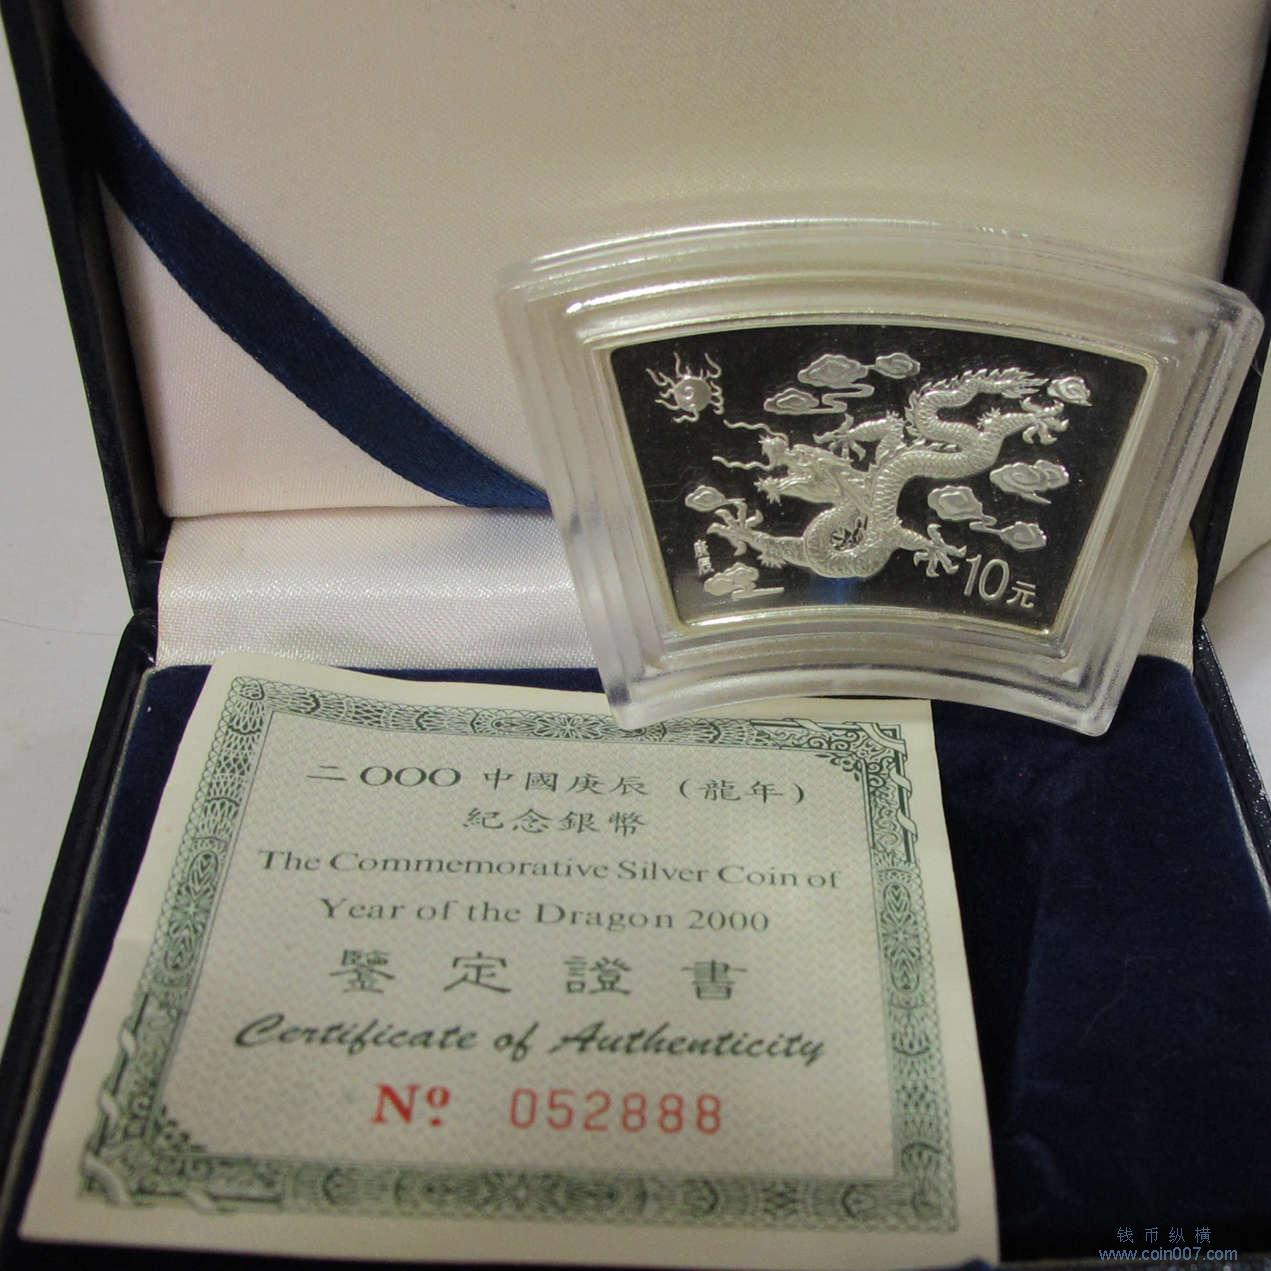 庚辰
10元
二OOO 中國庚辰(龍年)
紀念銀幣
The Commemorative Silver Coin of
Year of the Dragon 2000
鑒定證書
Certificate of Authenticity
Nº 052888
钱币纵横
www.coin007.com